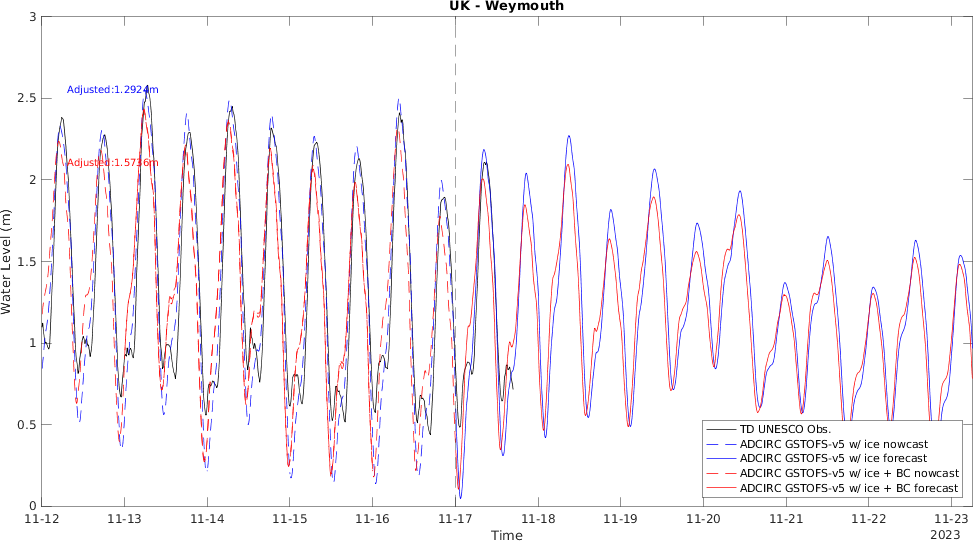 UK - Weymouth
3
2.5
2
1.5
1
0.5
0
Water Level (m)
Adjusted:1.2924m
Adjusted:1.5736m
TD UNESCO Obs.
ADCIRC GSTOFS-v5 w/ ice nowcast
ADCIRC GSTOFS-v5 w/ ice forecast
ADCIRC GSTOFS-v5 w/ ice + BC nowcast
ADCIRC GSTOFS-v5 w/ ice + BC forecast
11-12 11-13 11-14 11-15 11-16 11-17 11-18 11-19 11-20 11-21 11-22 11-23
Time
2023